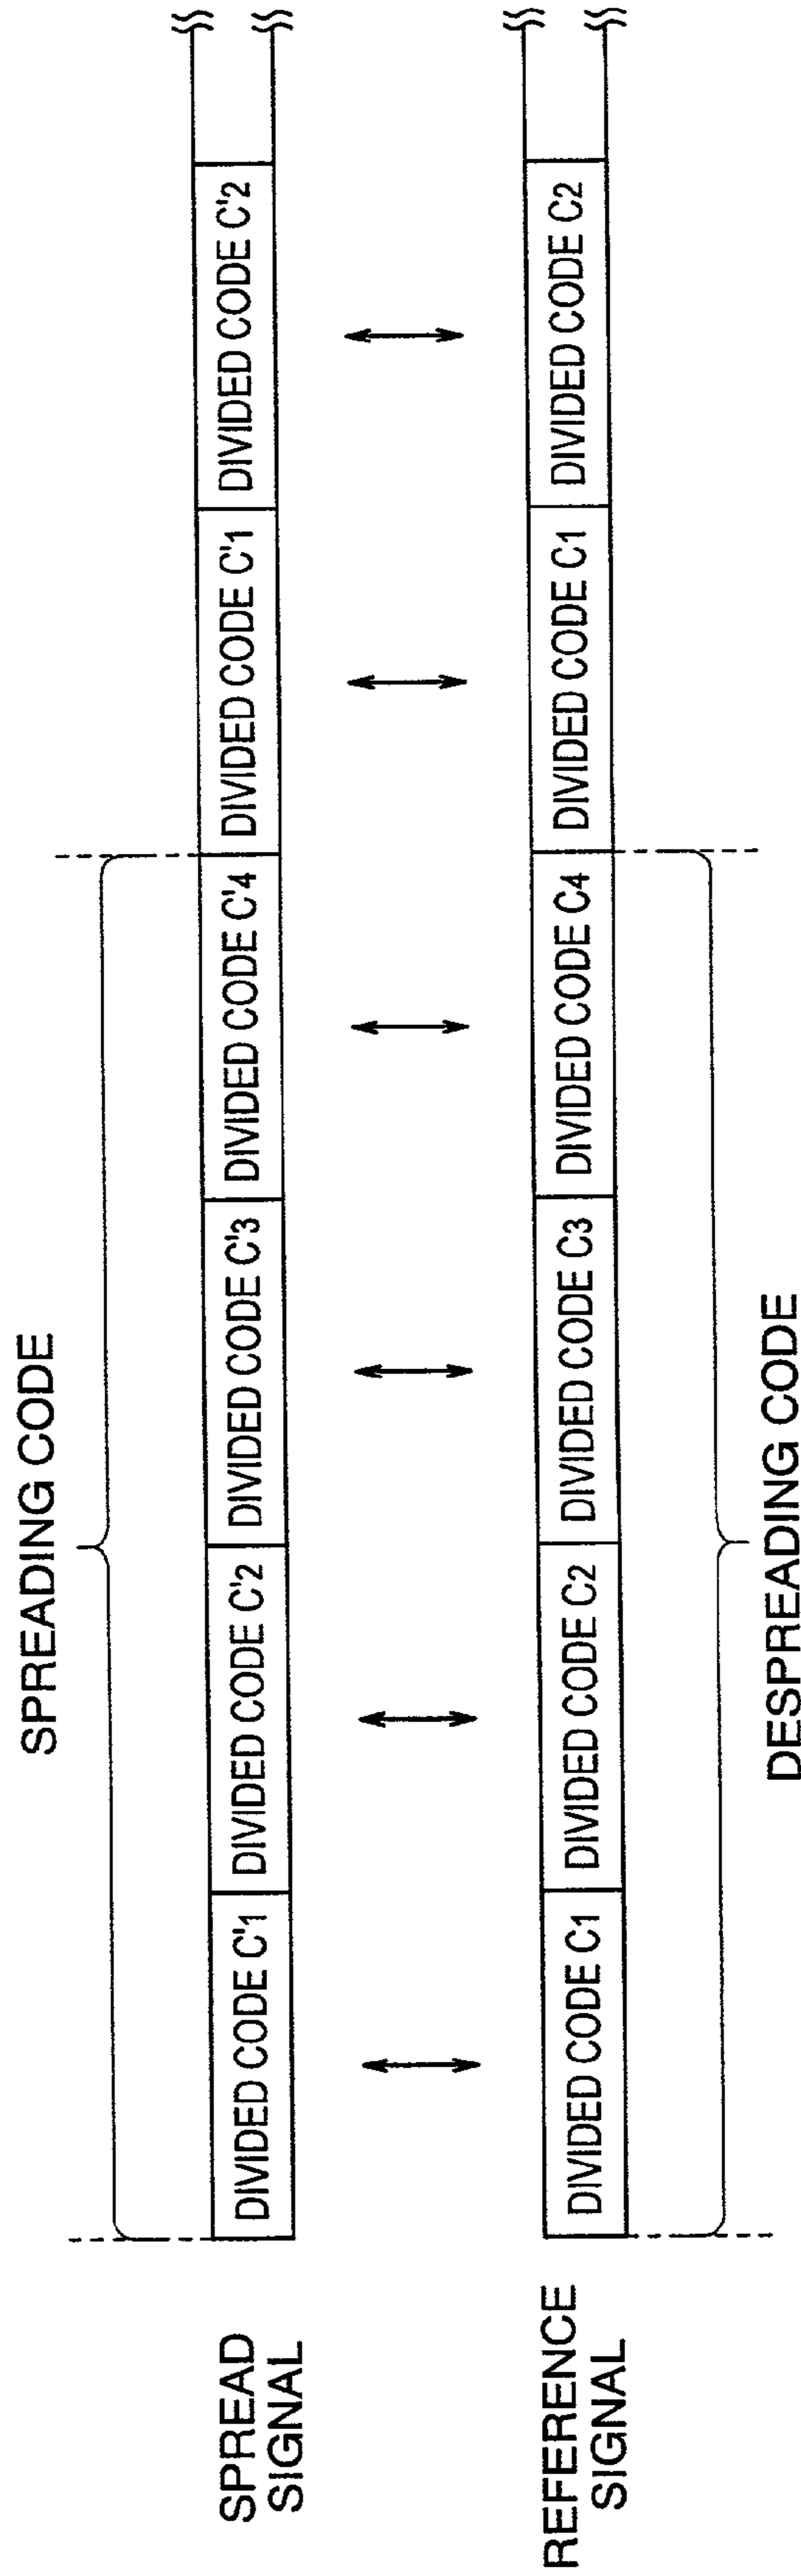 SPREADING CODE
SPREAD
SIGNAL
DIVIDED CODE C'1
DIVIDED CODE C'2
DIVIDED CODE C'3
DIVIDED CODE C'4
DIVIDED CODE C'1
DIVIDED CODE C'2
REFERENCE
SIGNAL
DIVIDED CODE C1
DIVIDED CODE C2
DIVIDED CODE C3
DIVIDED CODE C4
DIVIDED CODE C1
DIVIDED CODE C2
DESPREADING CODE